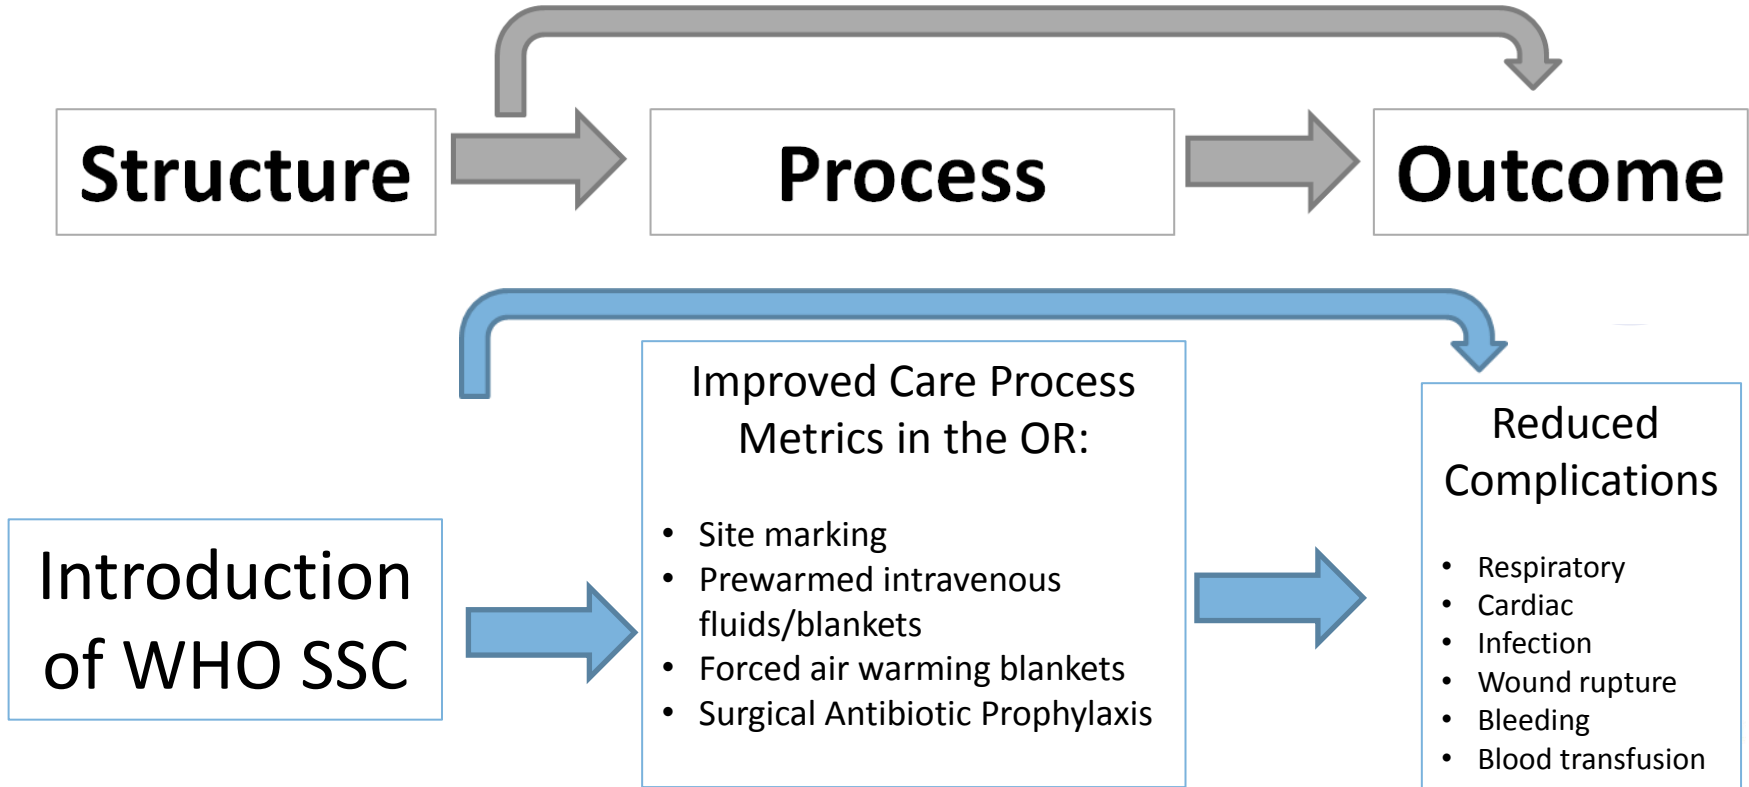 Structure
Process
Outcome
Introduction
of WHO SSC
Improved Care Process
Metrics in the OR:
• Site marking
• Prewarmed intravenous
fluids/blankets
• Forced air warming blankets
• Surgical Antibiotic Prophylaxis
Reduced
Complications
• Respiratory
• Cardiac
• Infection
• Wound rupture
• Bleeding
• Blood transfusion